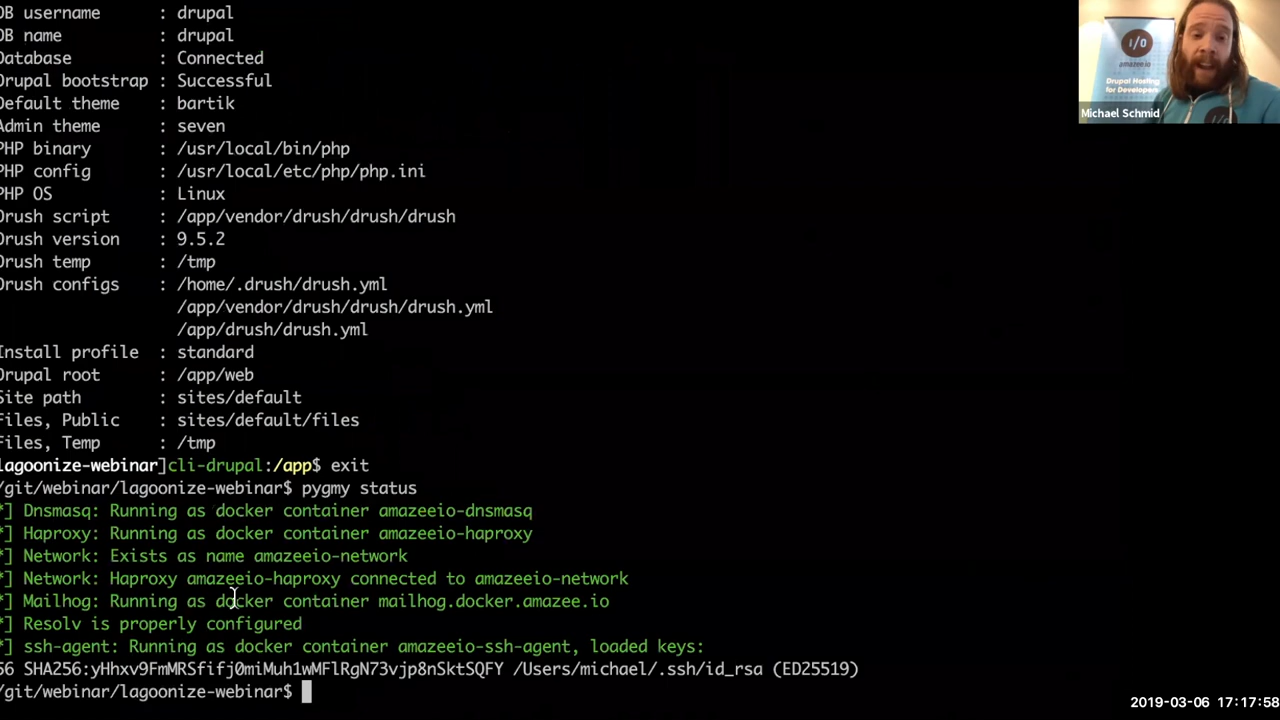 DB username : drupal
DB name : drupal
Database : Connected
Drupal bootstrap : Successful
Default theme : bartik
Admin theme : seven
PHP binary : /usr/local/bin/php
PHP config : /usr/local/etc/php/php.ini
PHP OS : Linux
Drush script : /app/vendor/drush/drush/drush
Drush version : 9.5.2
Drush temp : /tmp
Drush configs : /home/.drush/drush.yml
/app/vendor/drush/drush/drush.yml
/app/drush/drush.yml
Install profile : standard
Drupal root : /app/web
Site path : sites/default
Files, Public : sites/default/files
Files, Temp : /tmp
lagoonize-webinar]cli-drupal:/app$ exit
/git/webinar/lagoonize-webinar$ pygmy status
*] Dnsmasq: Running as docker container amazeeio-dnsmasq
*] Haproxy: Running as docker container amazeeio-haproxy
*] Network: Exists as name amazeeio-network
*] Network: Haproxy amazeeio-haproxy connected to amazeeio-network
*] Mailhog: Running as docker container mailhog.docker.amazee.io
*] Resolv is properly configured
*] ssh-agent: Running as docker container amazeeio-ssh-agent, loaded keys:
56 SHA256:yHhxv9FmMRSfifj0miMuh1wMFlRgN73vjp8nSktSQFY /Users/michael/.ssh/id_rsa (ED25519)
/git/webinar/lagoonize-webinar$
I/O
amazee.io
Drupal Hosting
for Developers
I/O
Michael Schmid
2019-03-06 17:17:58